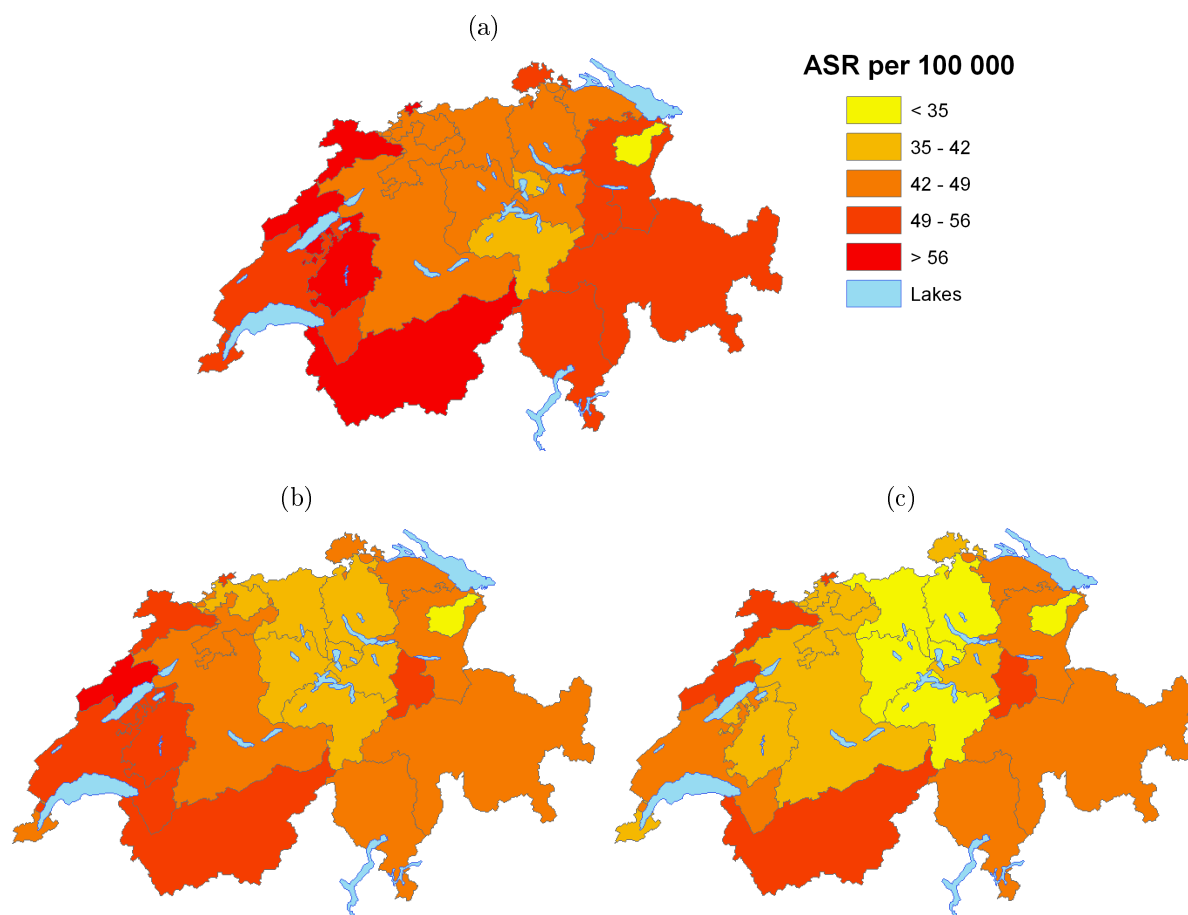 (a)
ASR per 100 000
< 35
35 - 42
42 - 49
49 - 56
> 56
Lakes
(b)
(c)